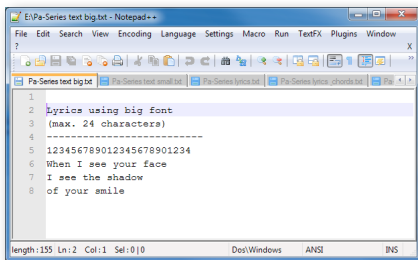 E:\Pa-Series text big.txt - Notepad++
File Edit Search View Encoding Language Settings Macro Run TextFX Plugins Window
? X
Pa-Series text big.txt Pa-Series text small.txt Pa-Series lyrics.txt Pa-Series lyrics_chords.txt Pa
1
2 Lyrics using big font
3 (max. 24 characters)
4 ------------------------
5 123456789012345678901234
6 When I see your face
7 I see the shadow
8 of your smile
length : 155 Ln : 2 Col : 1 Sel : 0 | 0 Dos\Windows ANSI INS